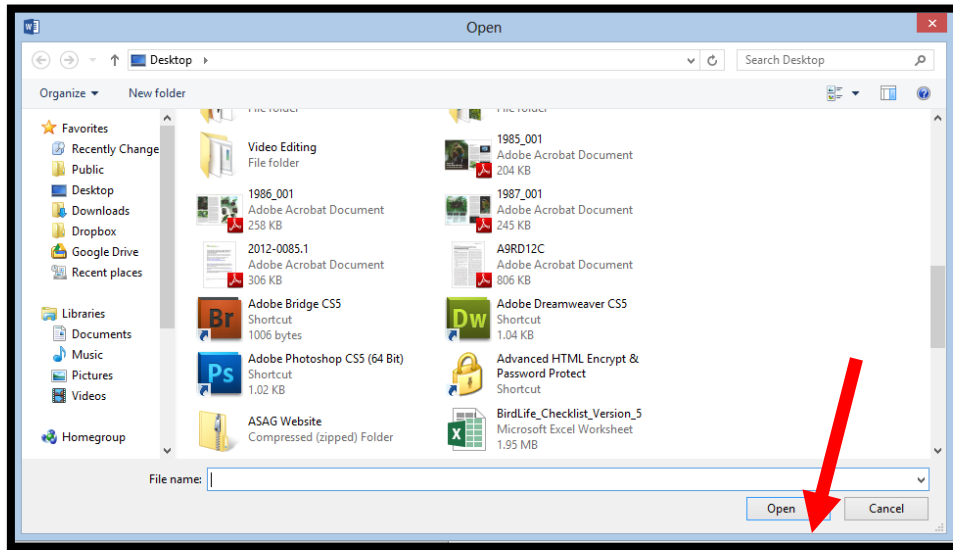 Open
Desktop
Search Desktop
Organize
New folder
Favorites
Recently Change
Public
Desktop
Downloads
Dropbox
Google Drive
Recent places
Libraries
Documents
Music
Pictures
Videos
Homegroup
File folder
File folder
Video Editing
File folder
1985_001
Adobe Acrobat Document
204 KB
1986_001
Adobe Acrobat Document
258 KB
1987_001
Adobe Acrobat Document
245 KB
2012-0085.1
Adobe Acrobat Document
306 KB
A9RD12C
Adobe Acrobat Document
806 KB
Br
Adobe Bridge CS5
Shortcut
1006 bytes
Dw
Adobe Dreamweaver CS5
Shortcut
1.04 KB
Ps
Adobe Photoshop CS5 (64 Bit)
Shortcut
1.02 KB
Advanced HTML Encrypt &
Password Protect
Shortcut
ASAG Website
Compressed (zipped) Folder
BirdLife_Checklist_Version_5
Microsoft Excel Worksheet
1.95 MB
File name:
Open
Cancel